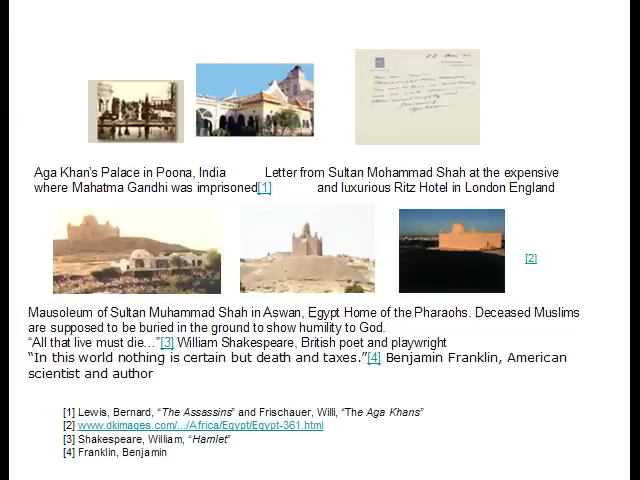 Aga Khan’s Palace in Poona, India
where Mahatma Gandhi was imprisoned[1]
Letter from Sultan Mohammad Shah at the expensive
and luxurious Ritz Hotel in London England
[2]
Mausoleum of Sultan Muhammad Shah in Aswan, Egypt Home of the Pharaohs. Deceased Muslims
are supposed to be buried in the ground to show humility to God.
“All that live must die…”[3] William Shakespeare, British poet and playwright
“In this world nothing is certain but death and taxes.”[4] Benjamin Franklin, American
scientist and author
[1] Lewis, Bernard, “The Assassins” and Frischauer, Willi, “The Aga Khans”
[2] www.dkimages.com/.../Africa/Egypt/Egypt-361.html
[3] Shakespeare, William, “Hamlet”
[4] Franklin, Benjamin